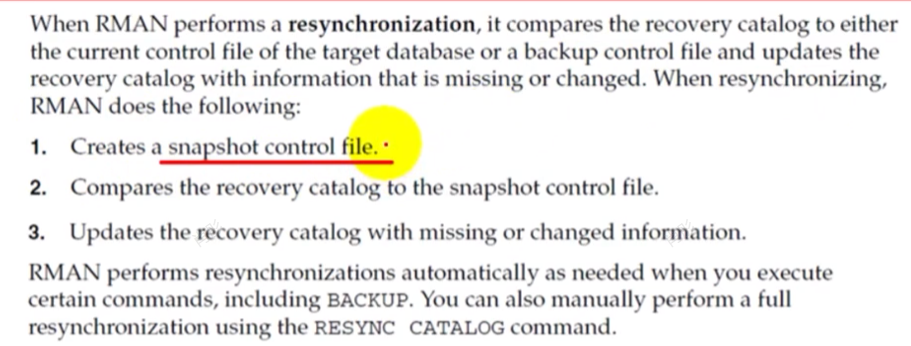 When RMAN performs a resynchronization, it compares the recovery catalog to either
the current control file of the target database or a backup control file and updates the
recovery catalog with information that is missing or changed. When resynchronizing,
RMAN does the following:
1. Creates a snapshot control file.
2. Compares the recovery catalog to the snapshot control file.
3. Updates the recovery catalog with missing or changed information.
RMAN performs resynchronizations automatically as needed when you execute
certain commands, including BACKUP. You can also manually perform a full
resynchronization using the RESYNC CATALOG command.